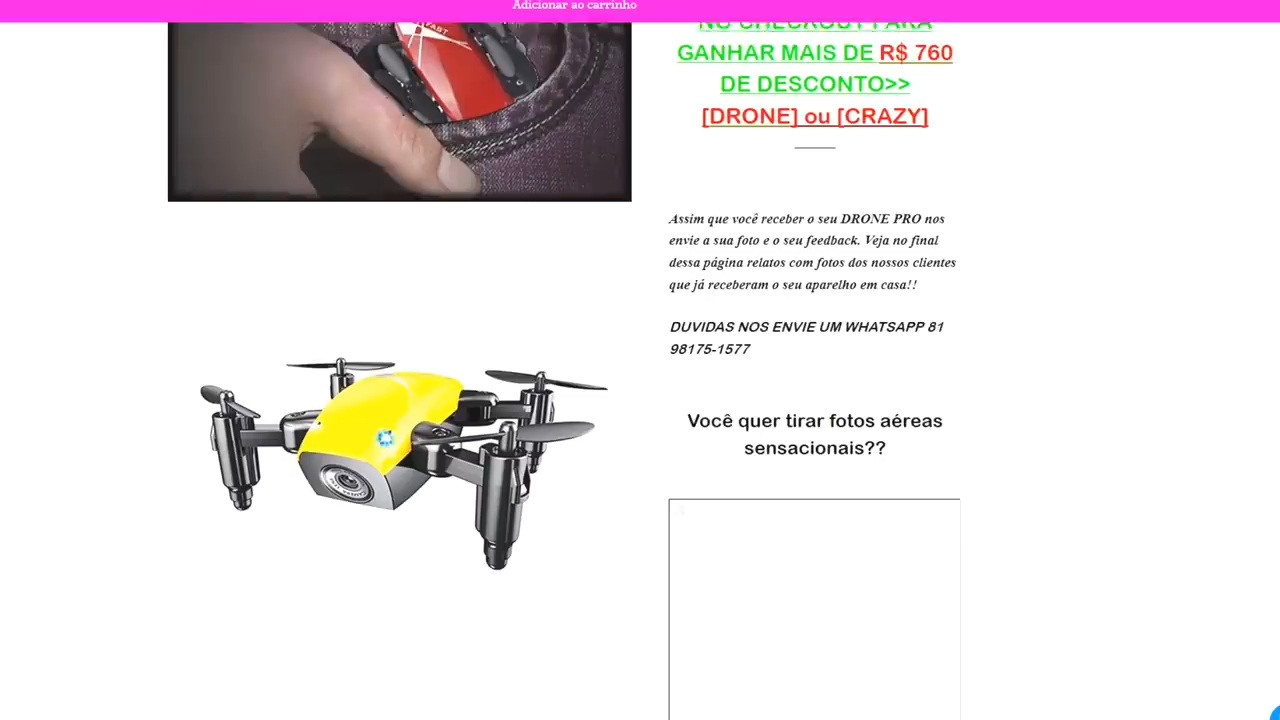 Adicionar ao carrinho
NO CHECKOUT PARA
GANHAR MAIS DE R$ 760
DE DESCONTO>>
[DRONE] ou [CRAZY]
Assim que você receber o seu DRONE PRO nos
envie a sua foto e o seu feedback. Veja no final
dessa página relatos com fotos dos nossos clientes
que já receberam o seu aparelho em casa!!
DUVIDAS NOS ENVIE UM WHATSAPP 81
98175-1577
Você quer tirar fotos aéreas
sensacionais??